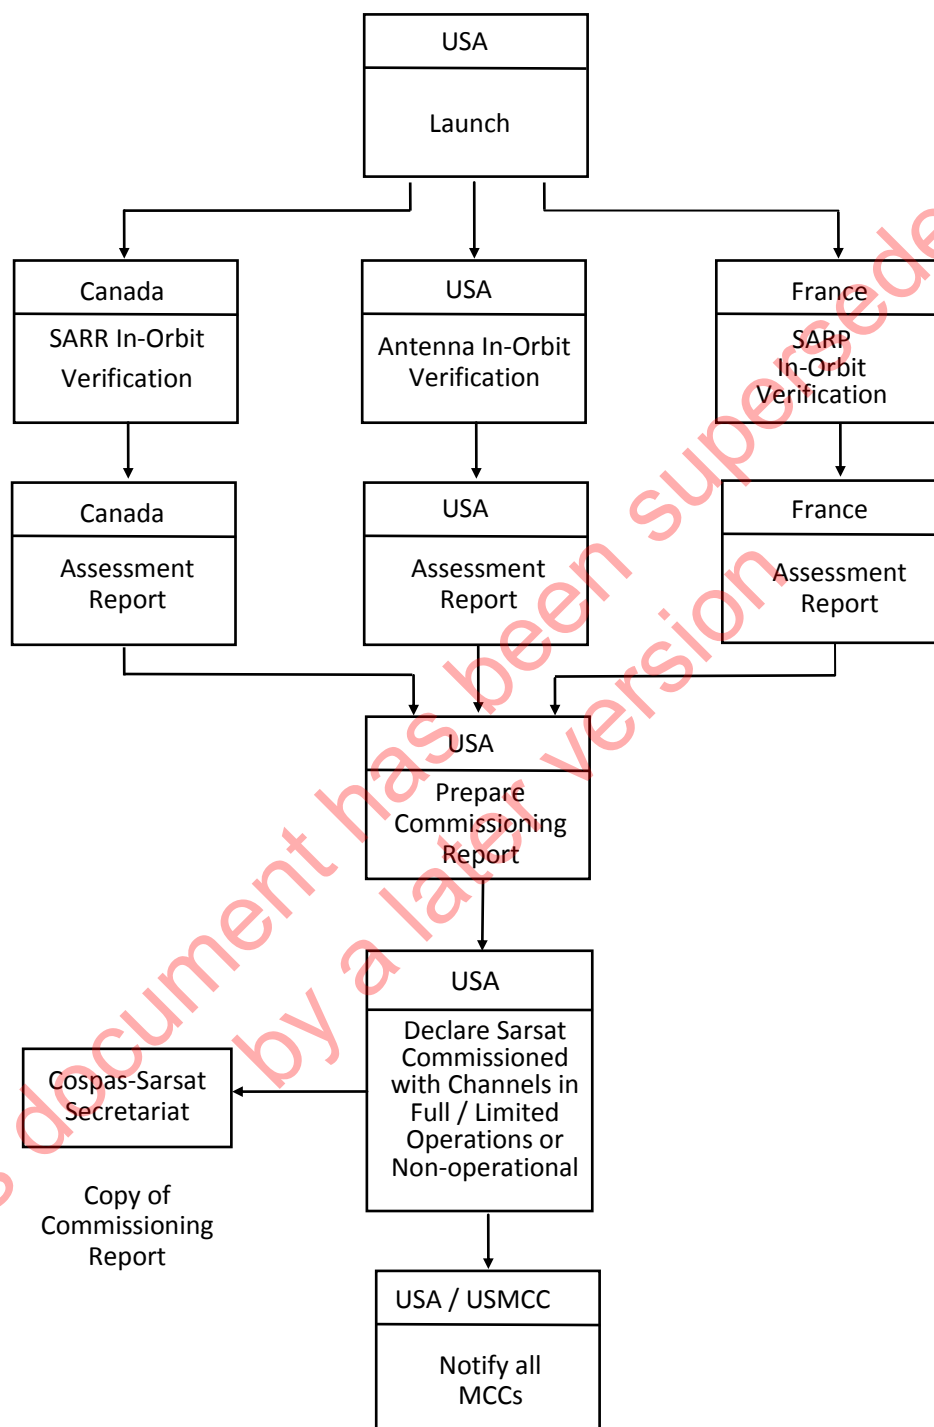 USA
Launch
Canada
SARR In-Orbit
Verification
USA
Antenna In-Orbit
Verification
France
SARP
In-Orbit
Verification
Canada
Assessment
Report
USA
Assessment
Report
France
Assessment
Report
USA
Prepare
Commissioning
Report
USA
Declare Sarsat
Commissioned
with Channels in
Full / Limited
Operations or
Non-operational
Cospas-Sarsat
Secretariat
Copy of
Commissioning
Report
USA / USMCC
Notify all
MCCs
document has been
by a later version